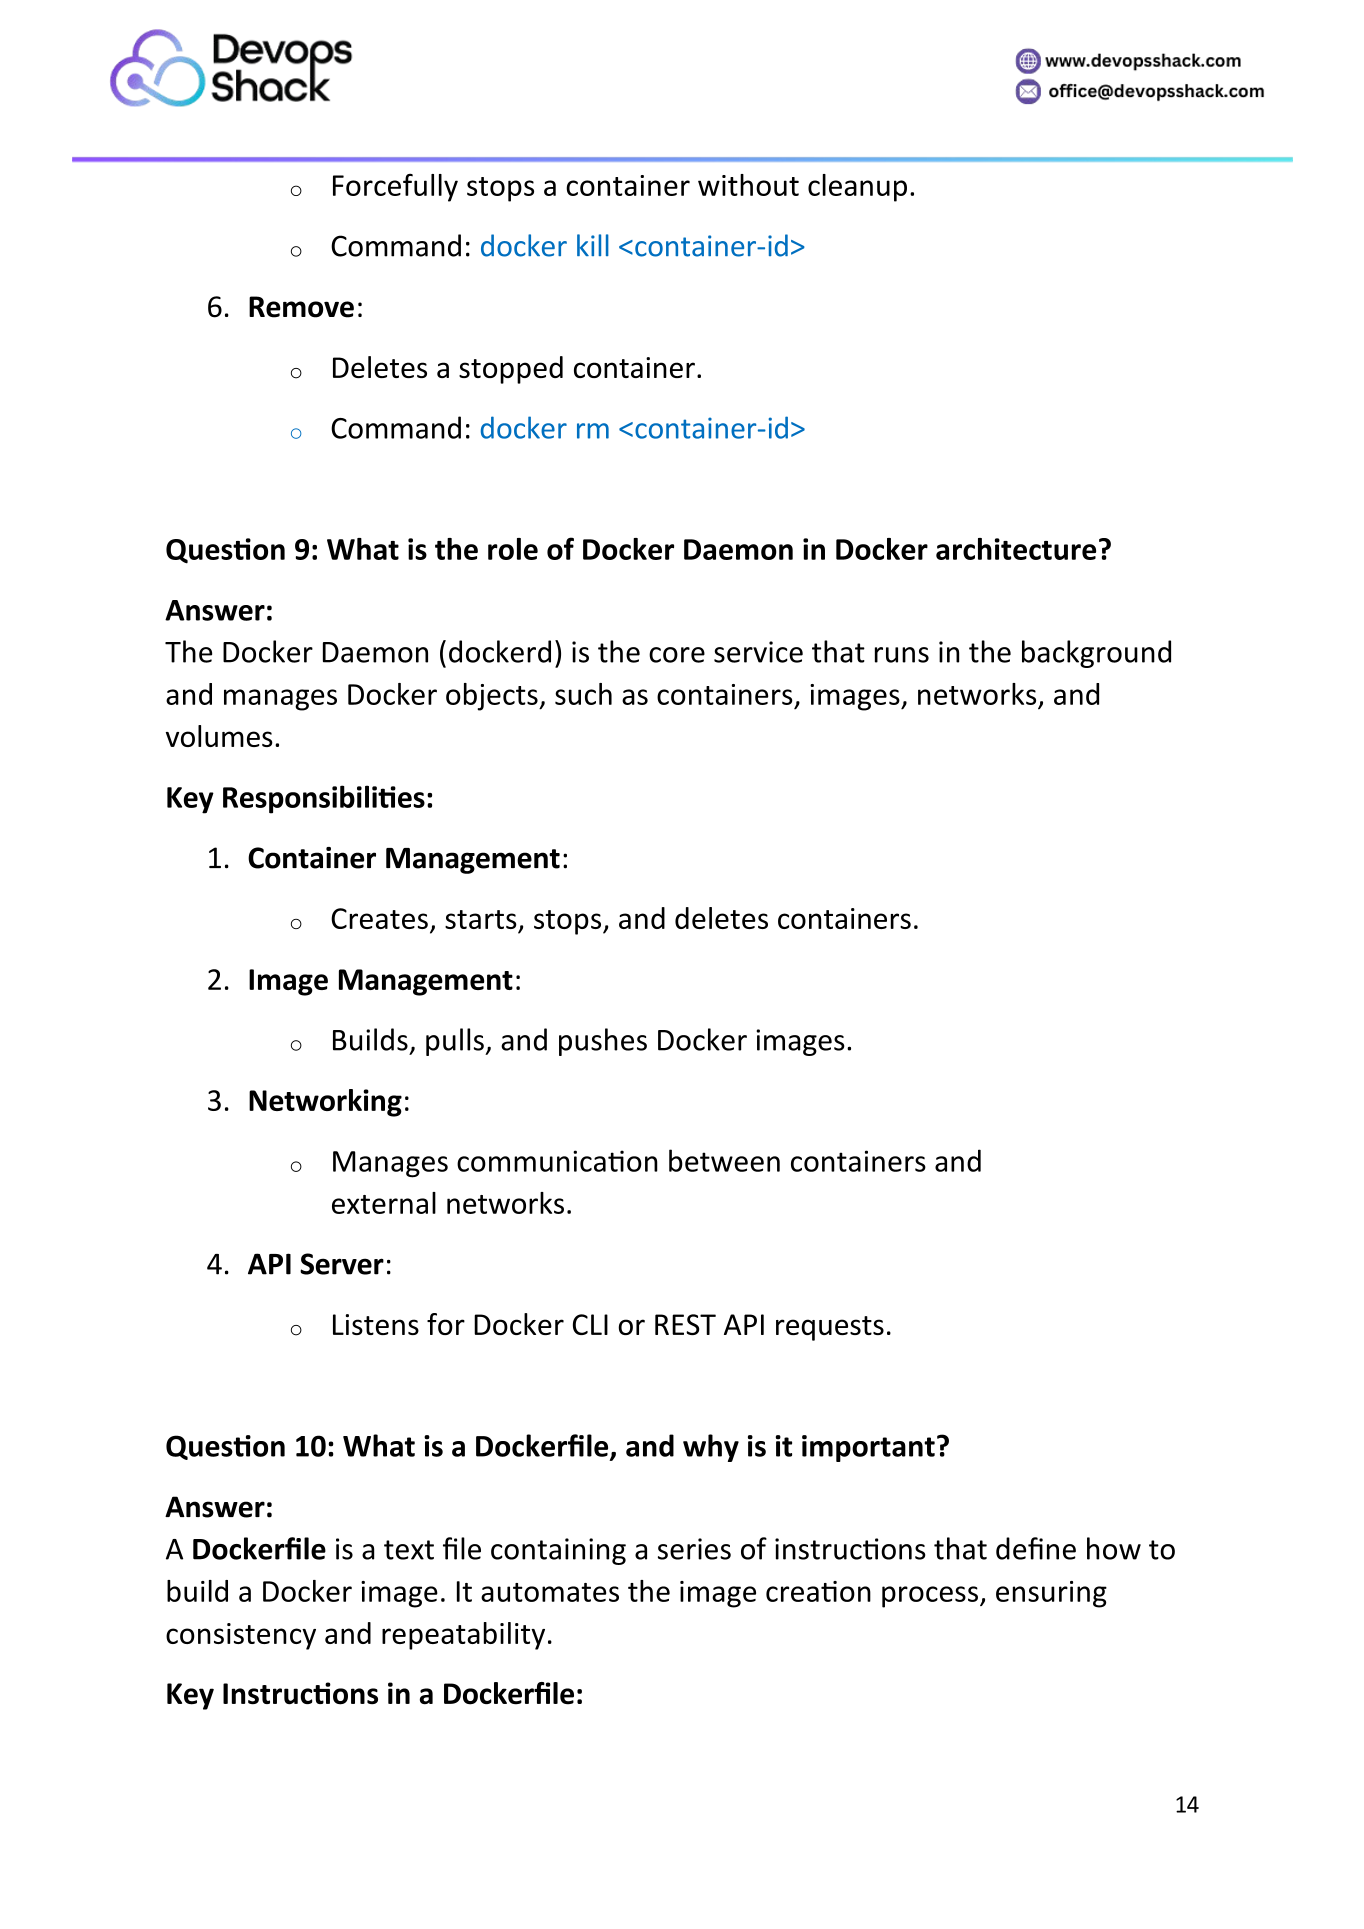 Devops
Shack
www.devopsshack.com
office@devopsshack.com
o Forcefully stops a container without cleanup.
o Command: docker kill <container-id>
6. Remove:
o Deletes a stopped container.
o Command: docker rm <container-id>
Question 9: What is the role of Docker Daemon in Docker architecture?
Answer:
The Docker Daemon (dockerd) is the core service that runs in the background
and manages Docker objects, such as containers, images, networks, and
volumes.
Key Responsibilities:
1. Container Management:
o Creates, starts, stops, and deletes containers.
2. Image Management:
o Builds, pulls, and pushes Docker images.
3. Networking:
o Manages communication between containers and
external networks.
4. API Server:
o Listens for Docker CLI or REST API requests.
Question 10: What is a Dockerfile, and why is it important?
Answer:
A Dockerfile is a text file containing a series of instructions that define how to
build a Docker image. It automates the image creation process, ensuring
consistency and repeatability.
Key Instructions in a Dockerfile:
14